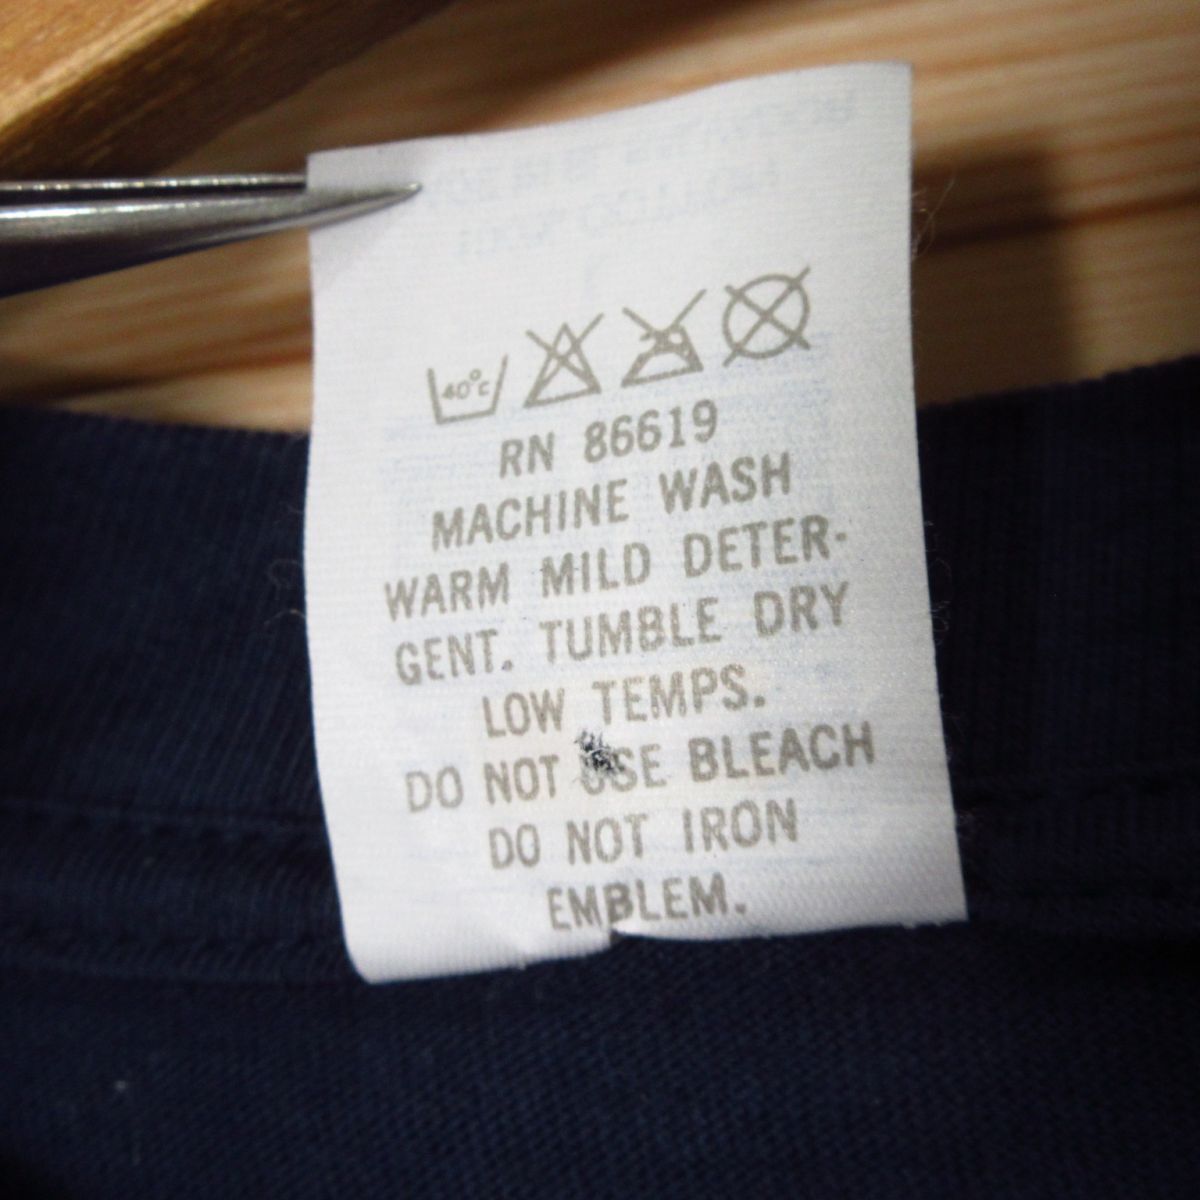 40°C
RN 86619
MACHINE WASH
WARM MILD DETER-
GENT. TUMBLE DRY
LOW TEMPS.
DO NOT USE BLEACH
DO NOT IRON
EMBLEM.